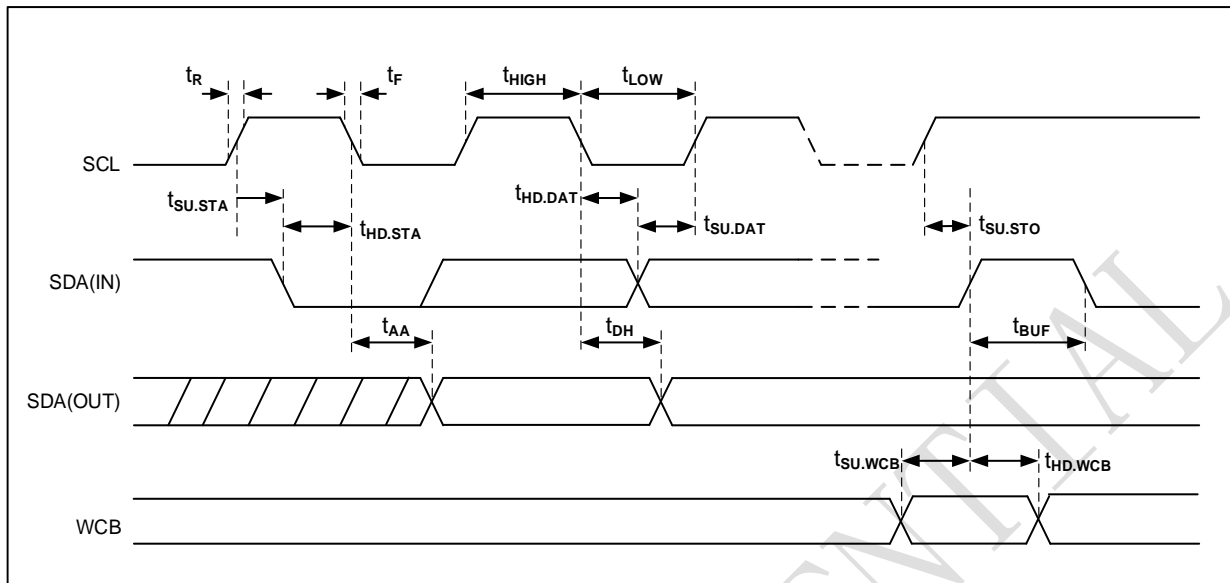 tR tF tHIGH tLOW
SCL
tSU.STA tHD.STA tHD.DAT tSU.DAT tSU.STO
SDA(IN)
tAA tDH tBUF
SDA(OUT)
tSU.WCB tHD.WCB
WCB
NTIAL